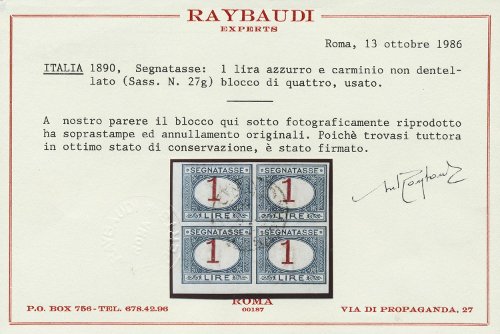 RAYBAUDI
EXPERTS
Roma, 13 ottobre 1986
ITALIA 1890, Segnatasse: 1 lira azzurro e carminio non dentel-
lato (Sass. N. 27g) blocco di quattro, usato.
A nostro parere il blocco qui sotto fotograficamente riprodotto
ha soprastampe ed annullamento originali. Poichè trovasi tuttora
in ottimo stato di conservazione, è stato firmato.
SEGNATASSE SEGNATASSE
1 1
LIRE LIRE
SEGNATASSE SEGNATASSE
1 1
LIRE LIRE
P.O. BOX 756-TEL. 678.42.96
ROMA
00187
VIA DI PROPAGANDA, 27